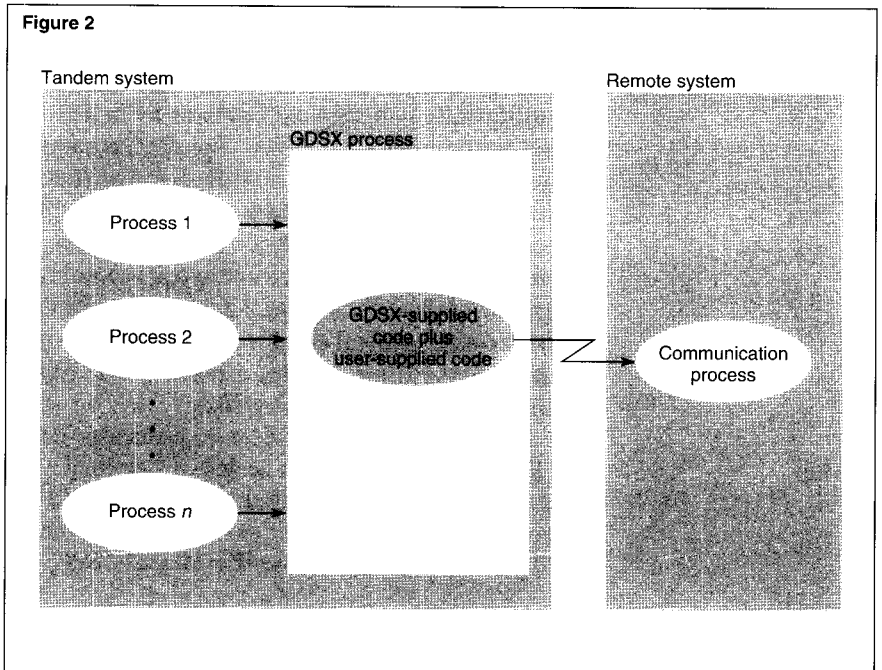 Figure 2
Tandem system
Remote system
GDSX process
Process 1
GDSX-supplied
code plus
user-supplied code
Process 2
Communication
process
Process n